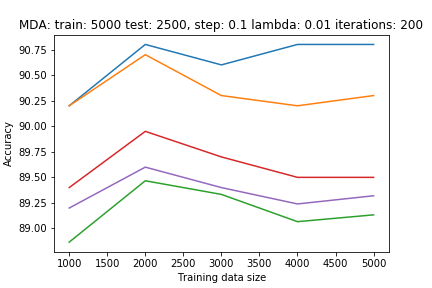 MDA: train: 5000 test: 2500, step: 0.1 lambda: 0.01 iterations: 200
90.75
90.50
90.25
90.00
89.75
89.50
89.25
89.00
Accuracy
1000 1500 2000 2500 3000 3500 4000 4500 5000
Training data size